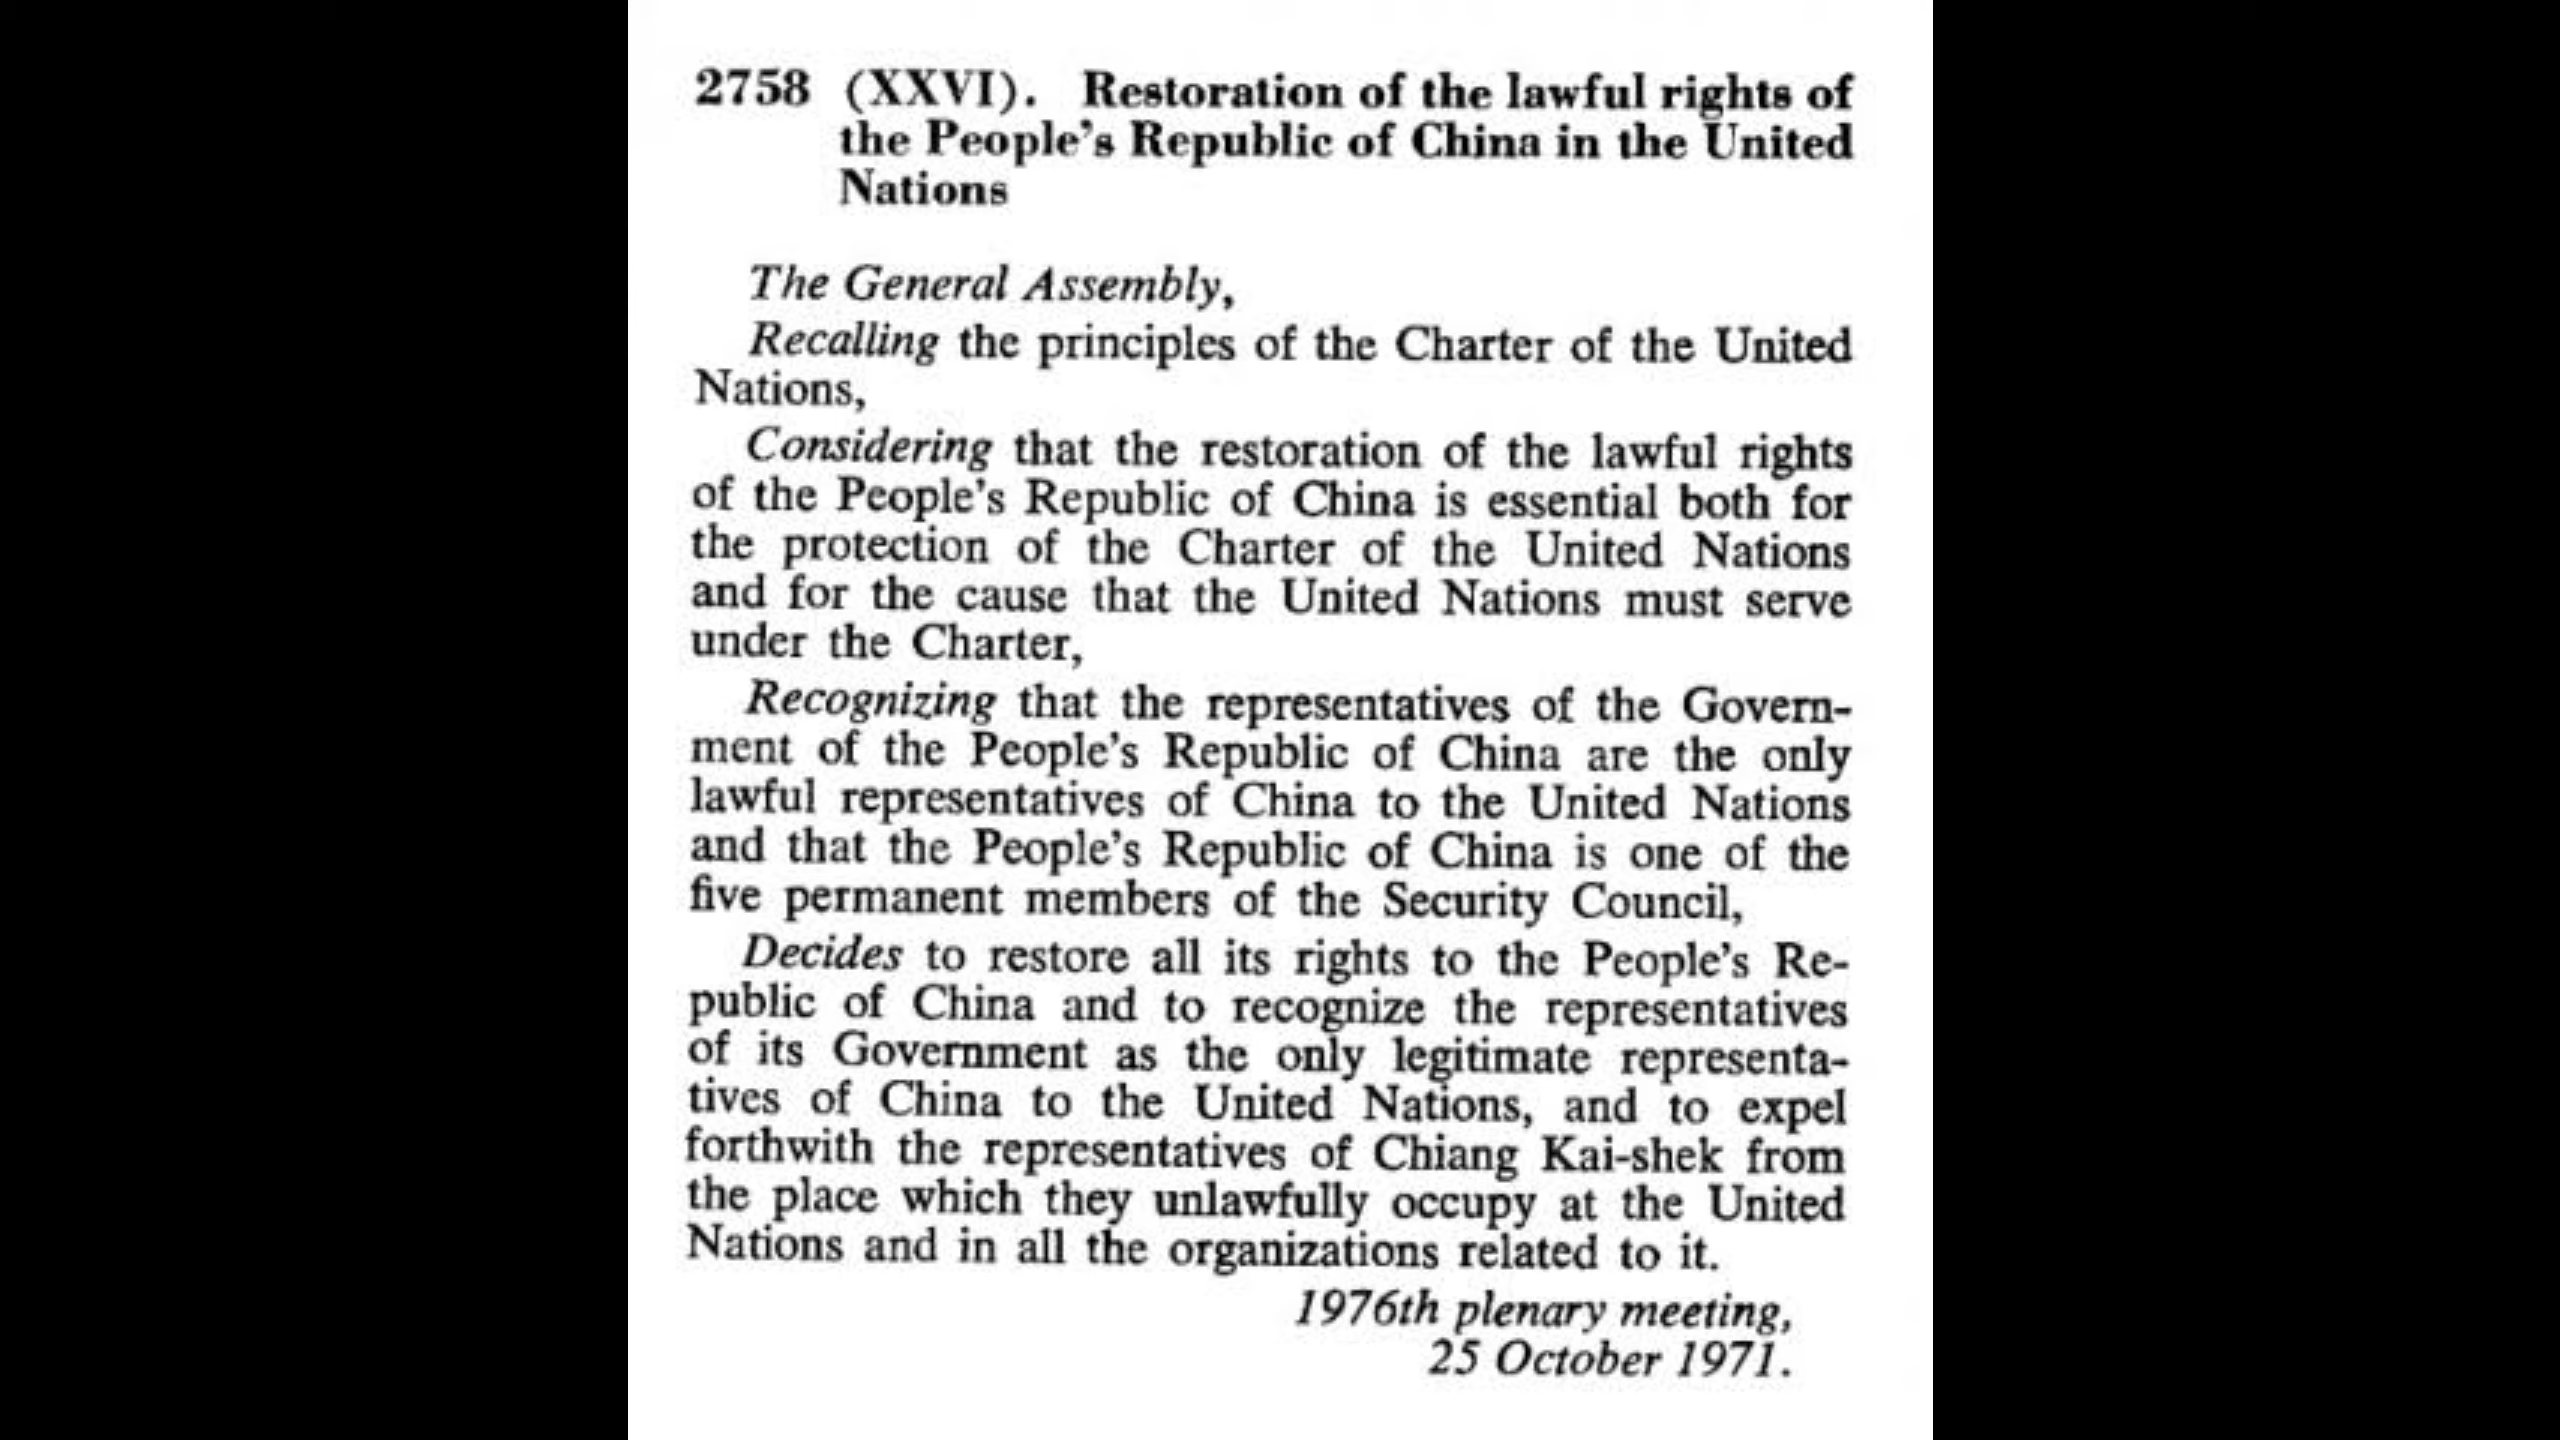 2758 (XXVI). Restoration of the lawful rights of
the People's Republic of China in the United
Nations
The General Assembly,
Recalling the principles of the Charter of the United
Nations,
Considering that the restoration of the lawful rights
of the People's Republic of China is essential both for
the protection of the Charter of the United Nations
and for the cause that the United Nations must serve
under the Charter,
Recognizing that the representatives of the Govern-
ment of the People's Republic of China are the only
lawful representatives of China to the United Nations
and that the People's Republic of China is one of the
five permanent members of the Security Council,
Decides to restore all its rights to the People's Re-
public of China and to recognize the representatives
of its Government as the only legitimate representa-
tives of China to the United Nations, and to expel
forthwith the representatives of Chiang Kai-shek from
the place which they unlawfully occupy at the United
Nations and in all the organizations related to it.
1976th plenary meeting,
25 October 1971.